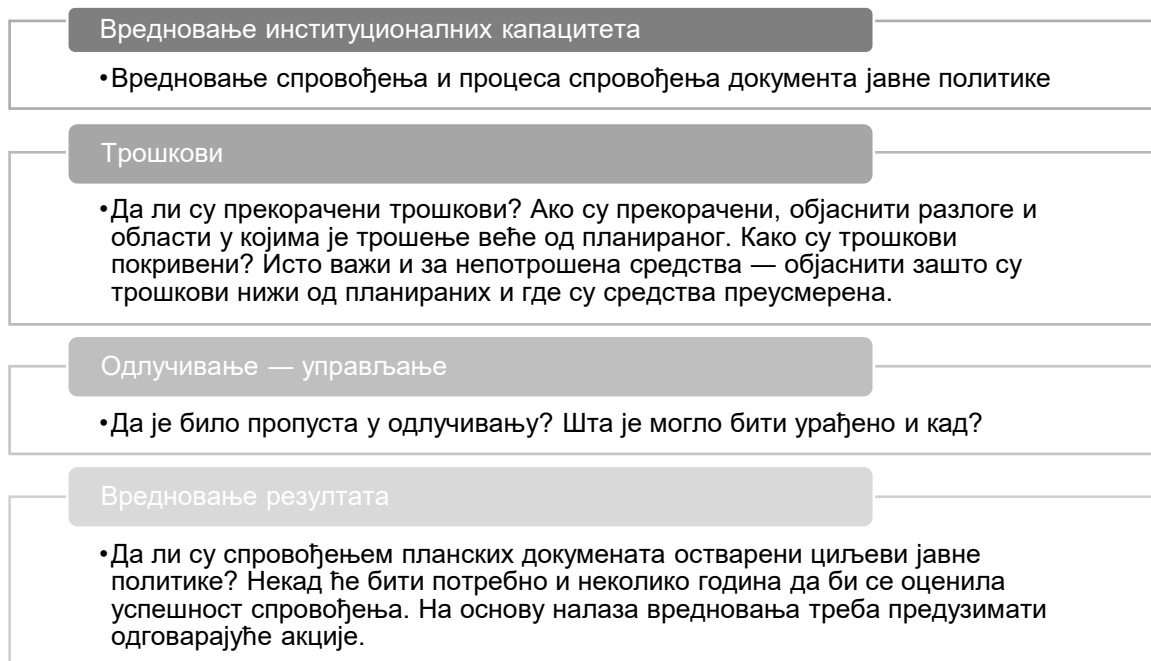 Вредновање институционалних капацитета
•Вредновање спровођења и процеса спровођења документа јавне политике
Трошкови
•Да ли су прекорачени трошкови? Ако су прекорачени, објаснити разлоге и
области у којима је трошење веће од планираног. Како су трошкови
покривени? Исто важи и за непотрошена средства — објаснити зашто су
трошкови нижи од планираних и где су средства преусмерена.
Одлучивање — управљање
•Да је било пропуста у одлучивању? Шта је могло бити урађено и кад?
Вредновање резултата
•Да ли су спровођењем планских докумената остварени циљеви јавне
политике? Некад ће бити потребно и неколико година да би се оценила
успешност спровођења. На основу налаза вредновања треба предузимати
одговарајуће акције.